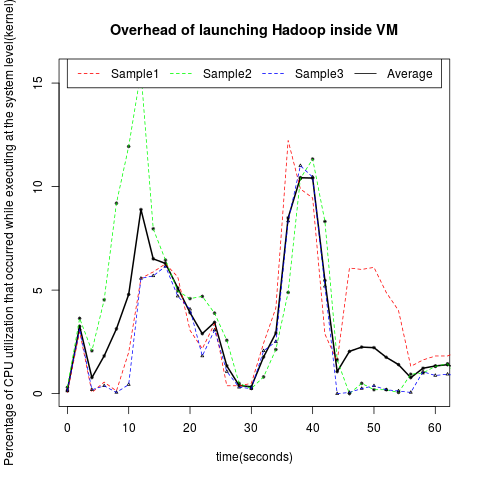 Overhead of launching Hadoop inside VM
Percentage of CPU utilization that occurred while executing at the system level(kernel)
Sample1 Sample2 Sample3 Average
15
10
5
0
0 10 20 30 40 50 60
time(seconds)